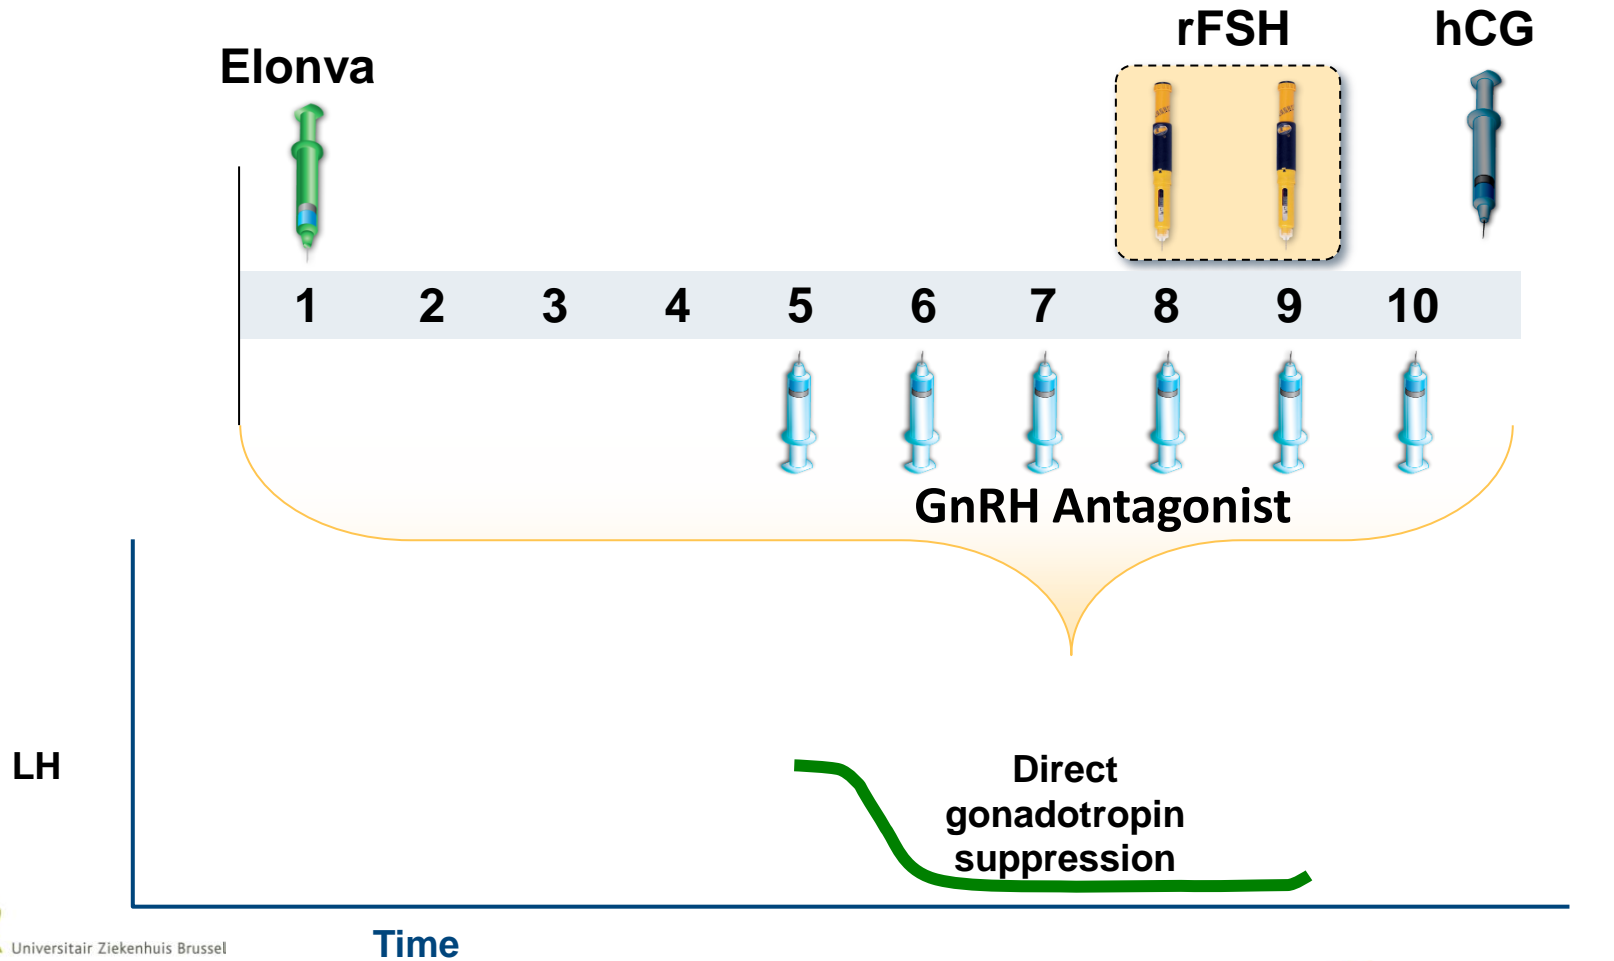 rFSH
hCG
Elonva
1 2 3 4 5 6 7 8 9 10
GnRH Antagonist
LH
Direct
gonadotropin
suppression
Universitair Ziekenhuis Brussel
Time